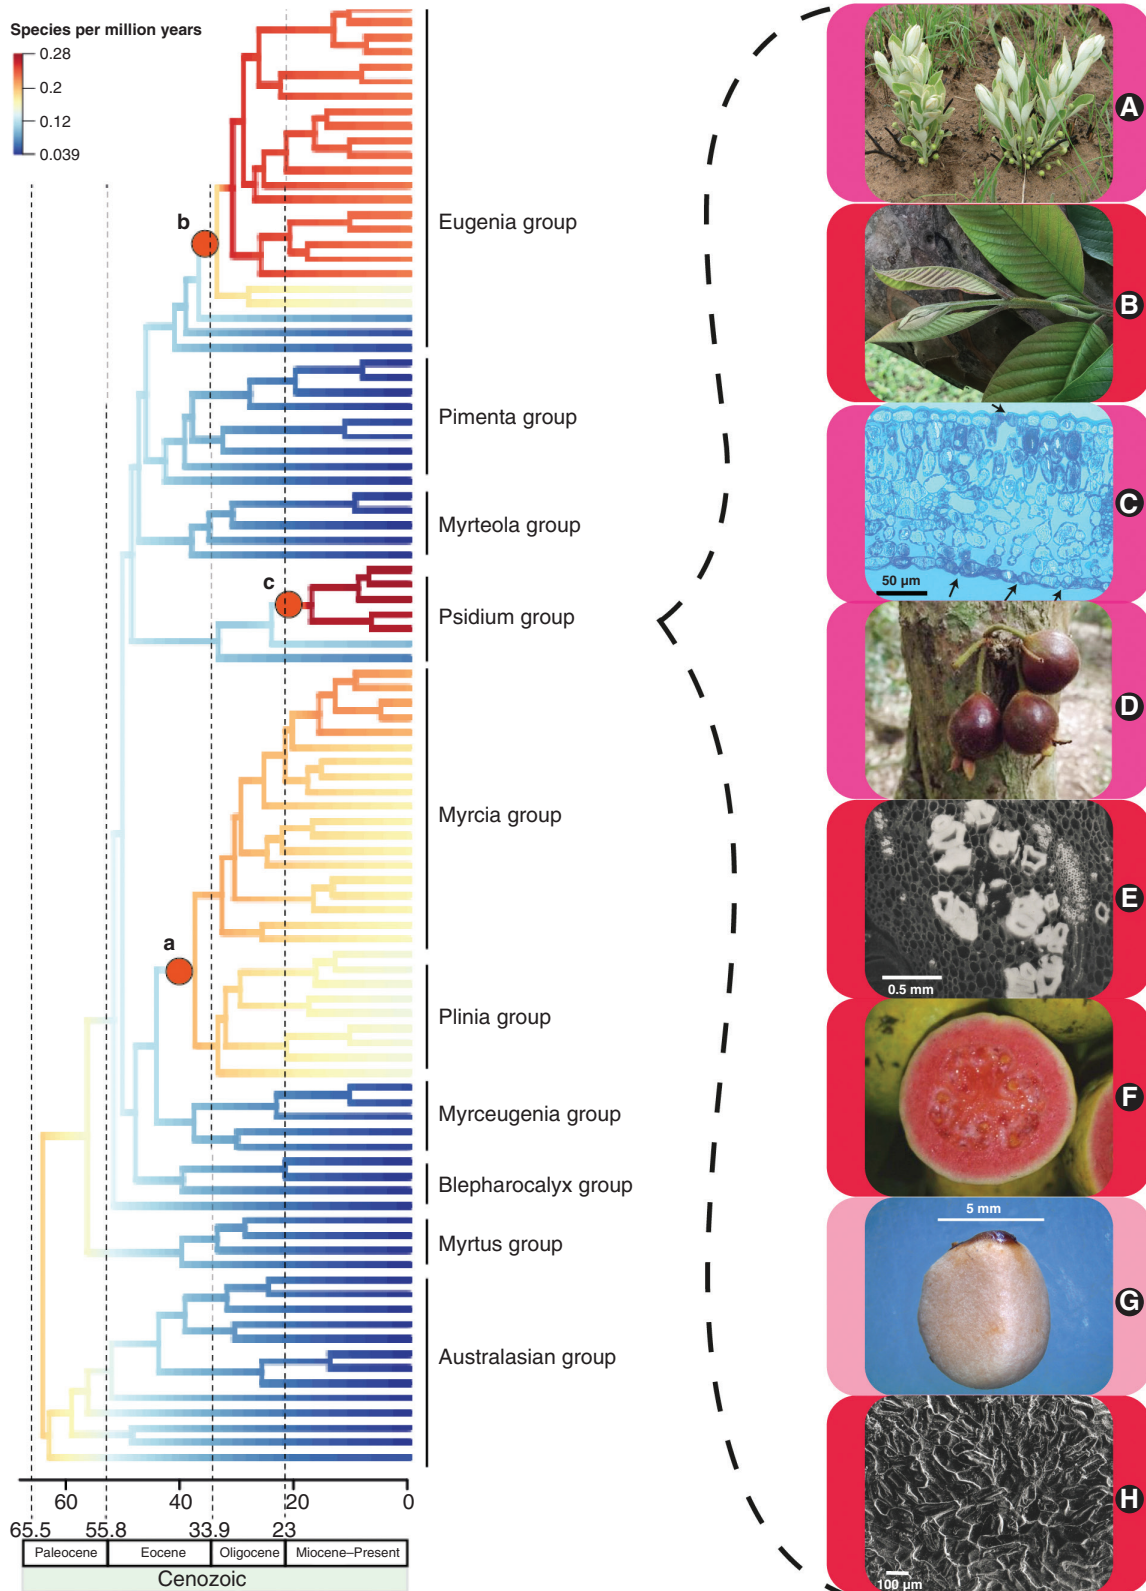 Species per million years
0.28
0.2
0.12
0.039
b
Eugenia group
Pimenta group
Myrteola group
c
Psidium group
Myrcia group
a
Plinia group
Myrceugenia group
Blepharocalyx group
Myrtus group
Australasian group
60 40 20 0
65.5 55.8 33.9 23
Paleocene Eocene Oligocene Miocene–Present
Cenozoic
A
B
C
50 µm
D
E
0.5 mm
F
5 mm
G
H
100 µm